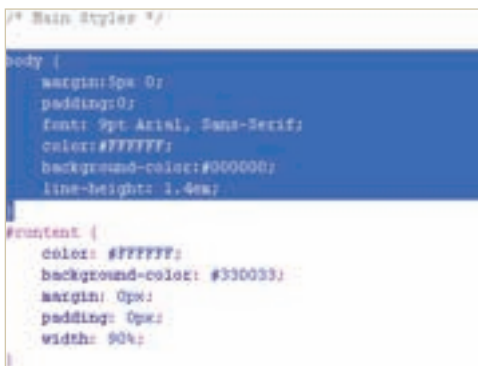 /* Main Styles */
body {
margin:5px 0;
padding:0;
font: 9pt Arial, Sans-Serif;
color:#FFFFFF;
background-color:#000000;
line-height: 1.4em;
}
#content {
color: #FFFFFF;
background-color: #330033;
margin: 0px;
padding: 0px;
width: 90%;
}